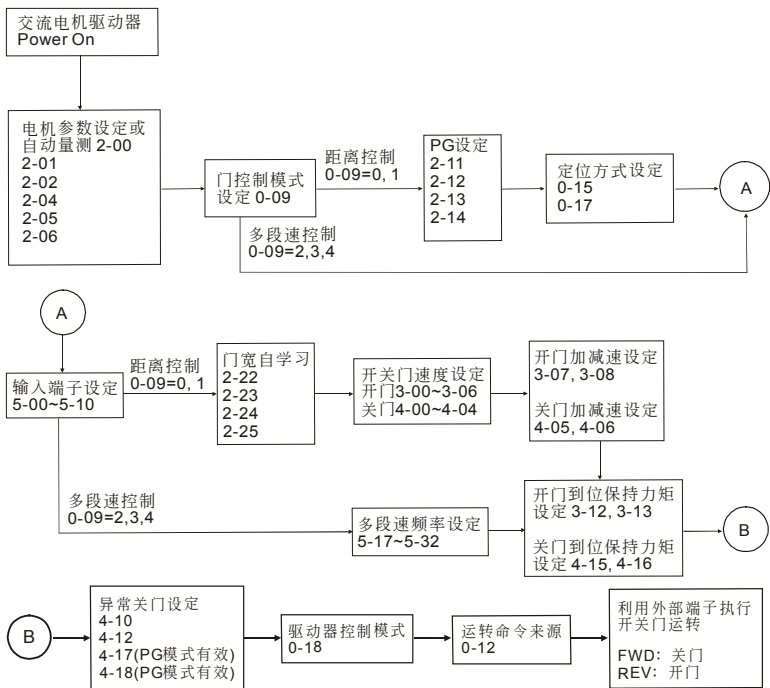 交流电机驱动器
Power On
电机参数设定或
自动量测 2-00
2-01
2-02
2-04
2-05
2-06
门控制模式
设定 0-09
距离控制
0-09=0, 1
多段速控制
0-09=2,3,4
PG设定
2-11
2-12
2-13
2-14
定位方式设定
0-15
0-17
A
A
输入端子设定
5-00~5-10
距离控制
0-09=0, 1
门宽自学习
2-22
2-23
2-24
2-25
开关门速度设定
开门3-00~3-06
关门4-00~4-04
开门加减速设定
3-07, 3-08
关门加减速设定
4-05, 4-06
多段速控制
0-09=2,3,4
多段速频率设定
5-17~5-32
开门到位保持力矩
设定 3-12, 3-13
关门到位保持力矩
设定 4-15, 4-16
B
B
异常关门设定
4-10
4-12
4-17(PG模式有效)
4-18(PG模式有效)
驱动器控制模式
0-18
运转命令来源
0-12
利用外部端子执行
开关门运转
FWD: 关门
REV: 开门